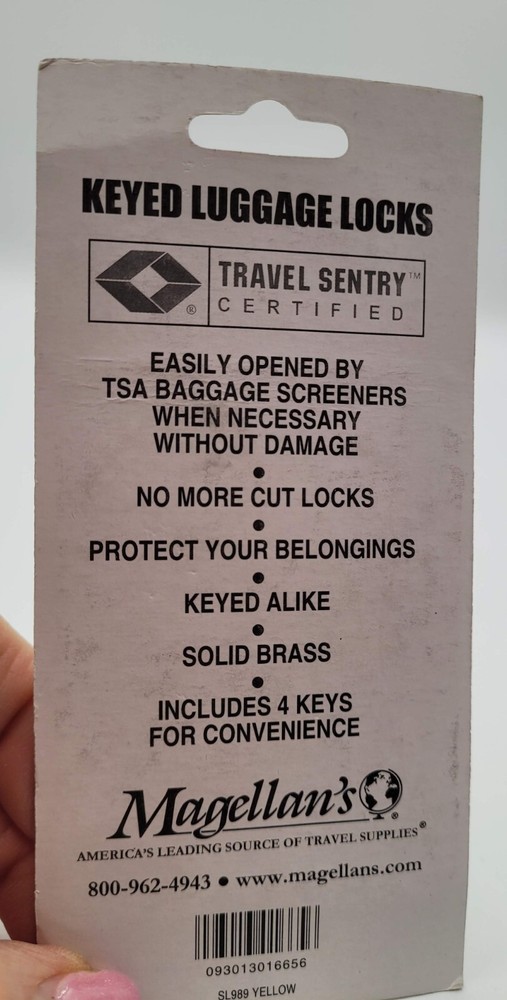 KEYED LUGGAGE LOCKS
TRAVEL SENTRY™
CERTIFIED
®
EASILY OPENED BY
TSA BAGGAGE SCREENERS
WHEN NECESSARY
WITHOUT DAMAGE
•
NO MORE CUT LOCKS
•
PROTECT YOUR BELONGINGS
•
KEYED ALIKE
•
SOLID BRASS
•
INCLUDES 4 KEYS
FOR CONVENIENCE
Magellan's®
AMERICA'S LEADING SOURCE OF TRAVEL SUPPLIES®
800-962-4943 • www.magellans.com
093013016656
SL989 YELLOW